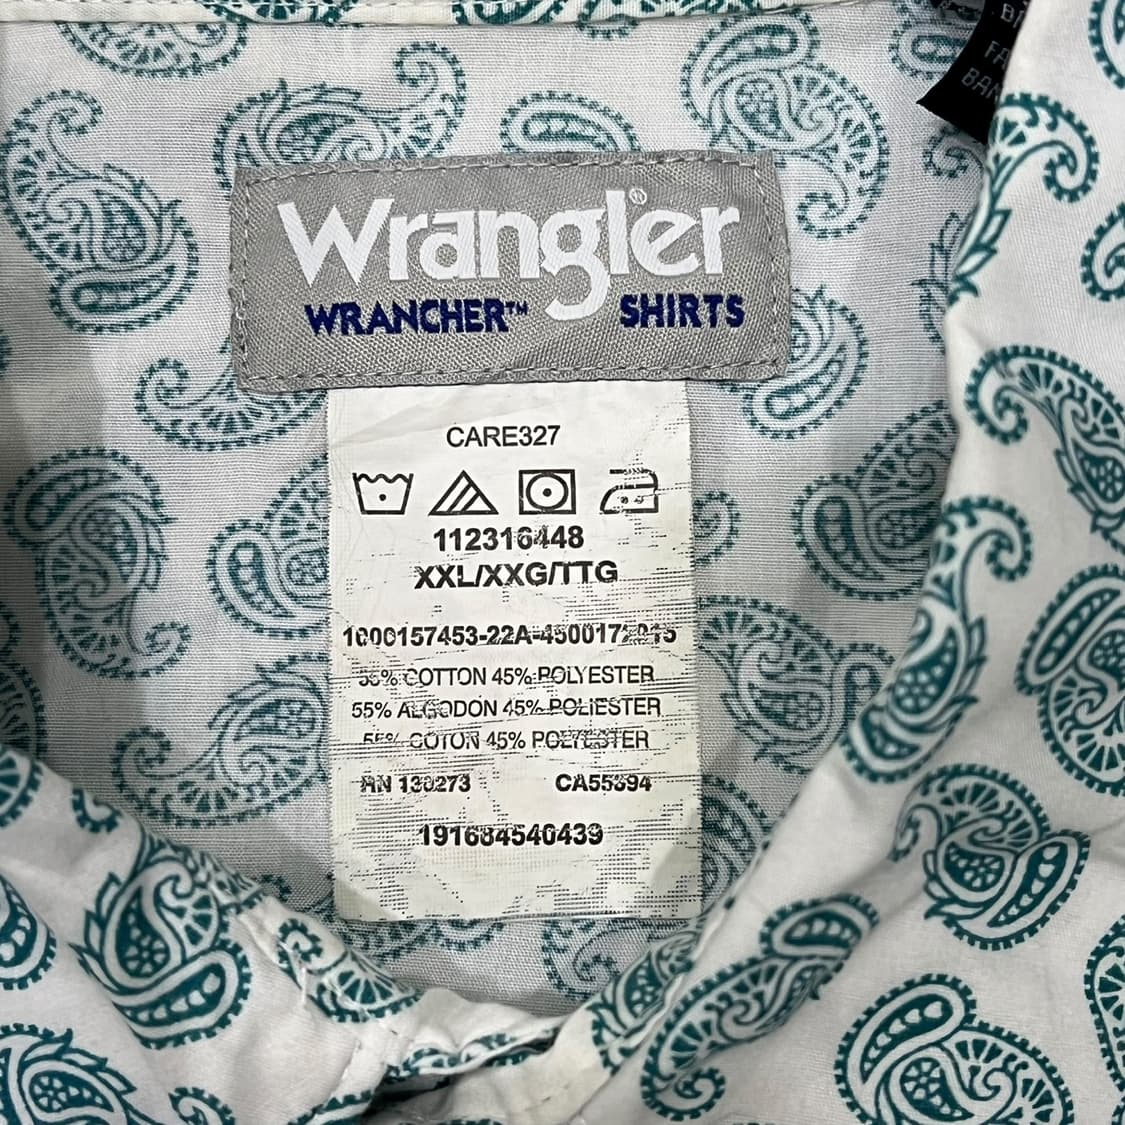 Wrangler®
WRANCHER™ SHIRTS
CARE327
112316448
XXL/XXG/TTG
55% COTTON 45% POLYESTER
55% ALGODON 45% POLIESTER
55% COTON 45% POLYESTER
RN 130273 CA55394
191684540439